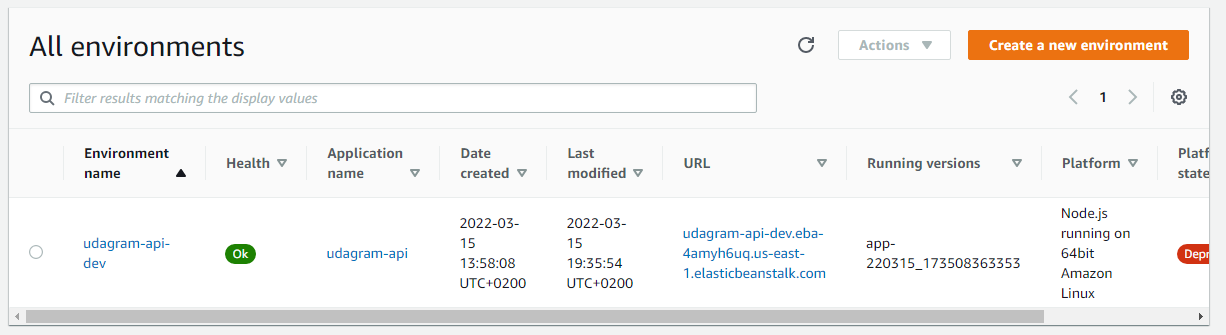 All environments
Actions
Create a new environment
Filter results matching the display values
1
Environment
name
Health
Application
name
Date
created
Last
modified
URL
Running versions
Platform
Platf
state
udagram-api-
dev
Ok
udagram-api
2022-03-
15
13:58:08
UTC+0200
2022-03-
15
19:35:54
UTC+0200
udagram-api-dev.eba-
4amyh6uq.us-east-
1.elasticbeanstalk.com
app-
220315_173508363353
Node.js
running on
64bit
Amazon
Linux
Depr